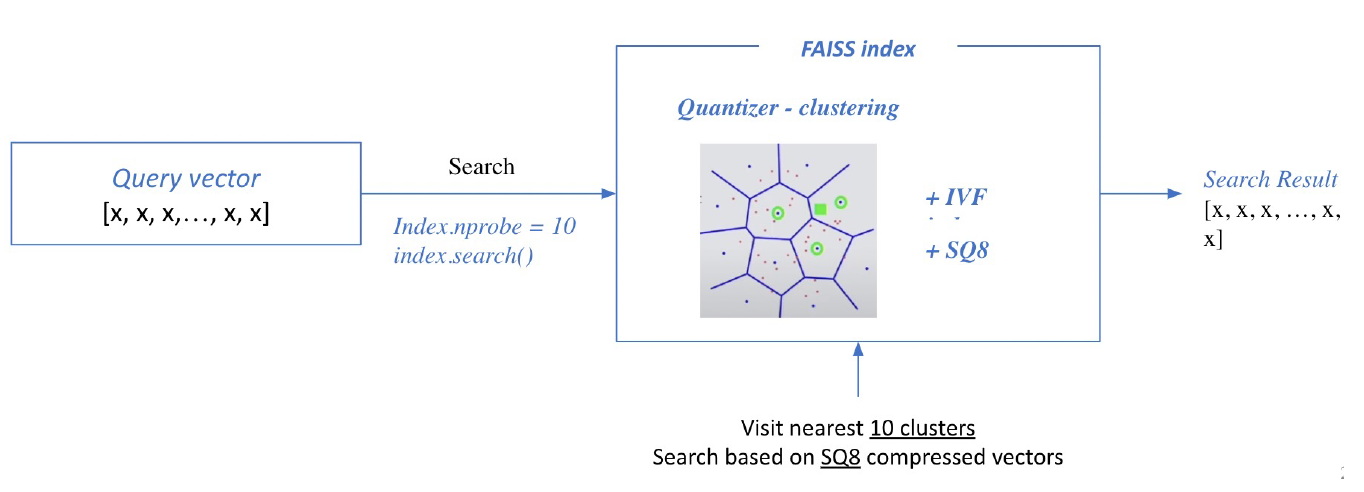 FAISS index
Quantizer - clustering
Query vector
[x, x, x,…, x, x]
Search
Index.nprobe = 10
index.search()
+ IVF
+ SQ8
Search Result
[x, x, x, …, x,
x]
Visit nearest 10 clusters
Search based on SQ8 compressed vectors